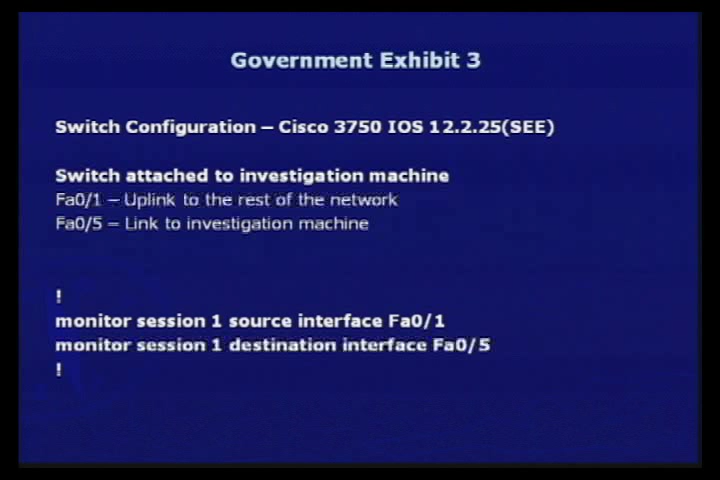 Government Exhibit 3
Switch Configuration – Cisco 3750 IOS 12.2.25(SEE)
Switch attached to investigation machine
Fa0/1 – Uplink to the rest of the network
Fa0/5 – Link to investigation machine
!
monitor session 1 source interface Fa0/1
monitor session 1 destination interface Fa0/5
!